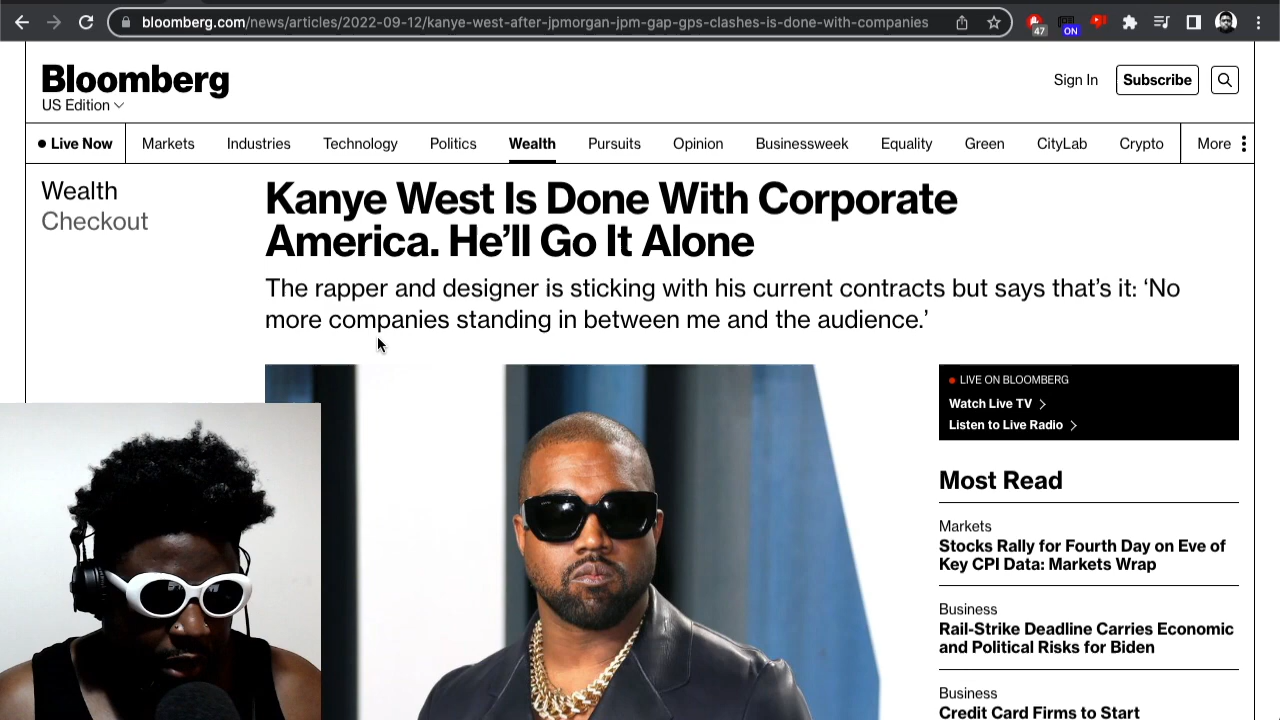 bloomberg.com/news/articles/2022-09-12/kanye-west-after-jpmorgan-jpm-gap-gps-clashes-is-done-with-companies
47
ON
Bloomberg
US Edition
Sign In
Subscribe
Live Now
Markets
Industries
Technology
Politics
Wealth
Pursuits
Opinion
Businessweek
Equality
Green
CityLab
Crypto
More
Wealth
Checkout
Kanye West Is Done With Corporate
America. He’ll Go It Alone
The rapper and designer is sticking with his current contracts but says that’s it: ‘No
more companies standing in between me and the audience.’
LIVE ON BLOOMBERG
Watch Live TV
Listen to Live Radio
Most Read
Markets
Stocks Rally for Fourth Day on Eve of
Key CPI Data: Markets Wrap
Business
Rail-Strike Deadline Carries Economic
and Political Risks for Biden
Business
Credit Card Firms to Start